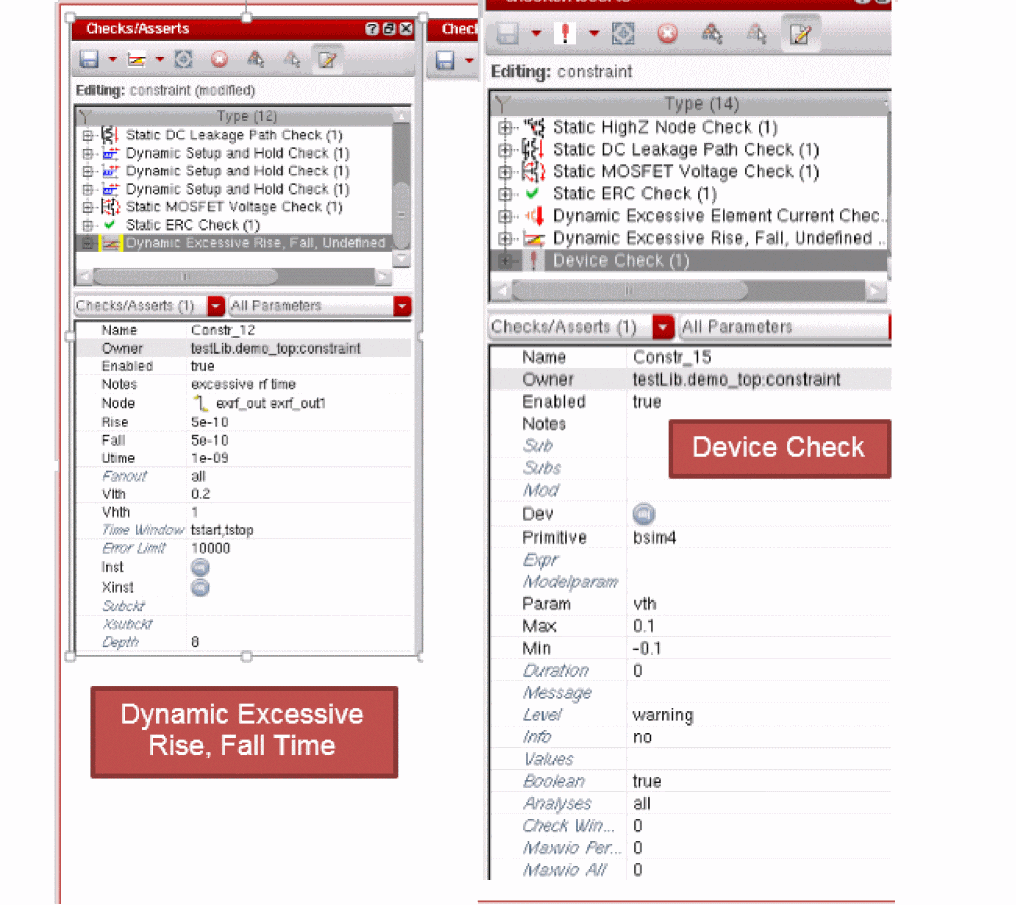 Checks/Asserts
Editing: constraint (modified)
Type (12)
Static DC Leakage Path Check (1)
Dynamic Setup and Hold Check (1)
Dynamic Setup and Hold Check (1)
Dynamic Setup and Hold Check (1)
Static MOSFET Voltage Check (1)
Static ERC Check (1)
Dynamic Excessive Rise, Fall, Undefined
Checks/Asserts (1) All Parameters
Name Constr_12
Owner testLib.demo_top:constraint
Enabled true
Notes excessive rf time
Node exrf_out exrf_out1
Rise 5e-10
Fall 5e-10
Utime 1e-09
Fanout all
Vlth 0.2
Vhth 1
Time Window tstart,tstop
Error Limit 10000
Inst
Xinst
Subckt
Xsubckt
Depth 8
Dynamic Excessive
Rise, Fall Time
Checl
Editing: constraint
Type (14)
Static HighZ Node Check (1)
Static DC Leakage Path Check (1)
Static MOSFET Voltage Check (1)
Static ERC Check (1)
Dynamic Excessive Element Current Chec..
Dynamic Excessive Rise, Fall, Undefined ..
Device Check (1)
Checks/Asserts (1) All Parameters
Name Constr_15
Owner testLib.demo_top:constraint
Enabled true
Notes
Device Check
Sub
Subs
Mod
Dev
Primitive bsim4
Expr
Modelparam
Param vth
Max 0.1
Min -0.1
Duration 0
Message
Level warning
Info no
Values
Boolean true
Analyses all
Check Win... 0
Maxvio Per... 0
Maxvio All 0